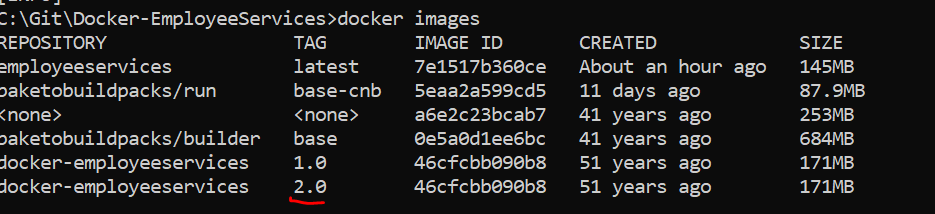 C:\Git\Docker-EmployeeServices>docker images
REPOSITORY TAG IMAGE ID CREATED SIZE
employeeservices latest 7e1517b360ce About an hour ago 145MB
paketobuildpacks/run base-cnb 5eaa2a599cd5 11 days ago 87.9MB
<none> <none> a6e2c23bcab7 41 years ago 253MB
paketobuildpacks/builder base 0e5a0d1ee6bc 41 years ago 684MB
docker-employeeservices 1.0 46cfcbb090b8 51 years ago 171MB
docker-employeeservices 2.0 46cfcbb090b8 51 years ago 171MB